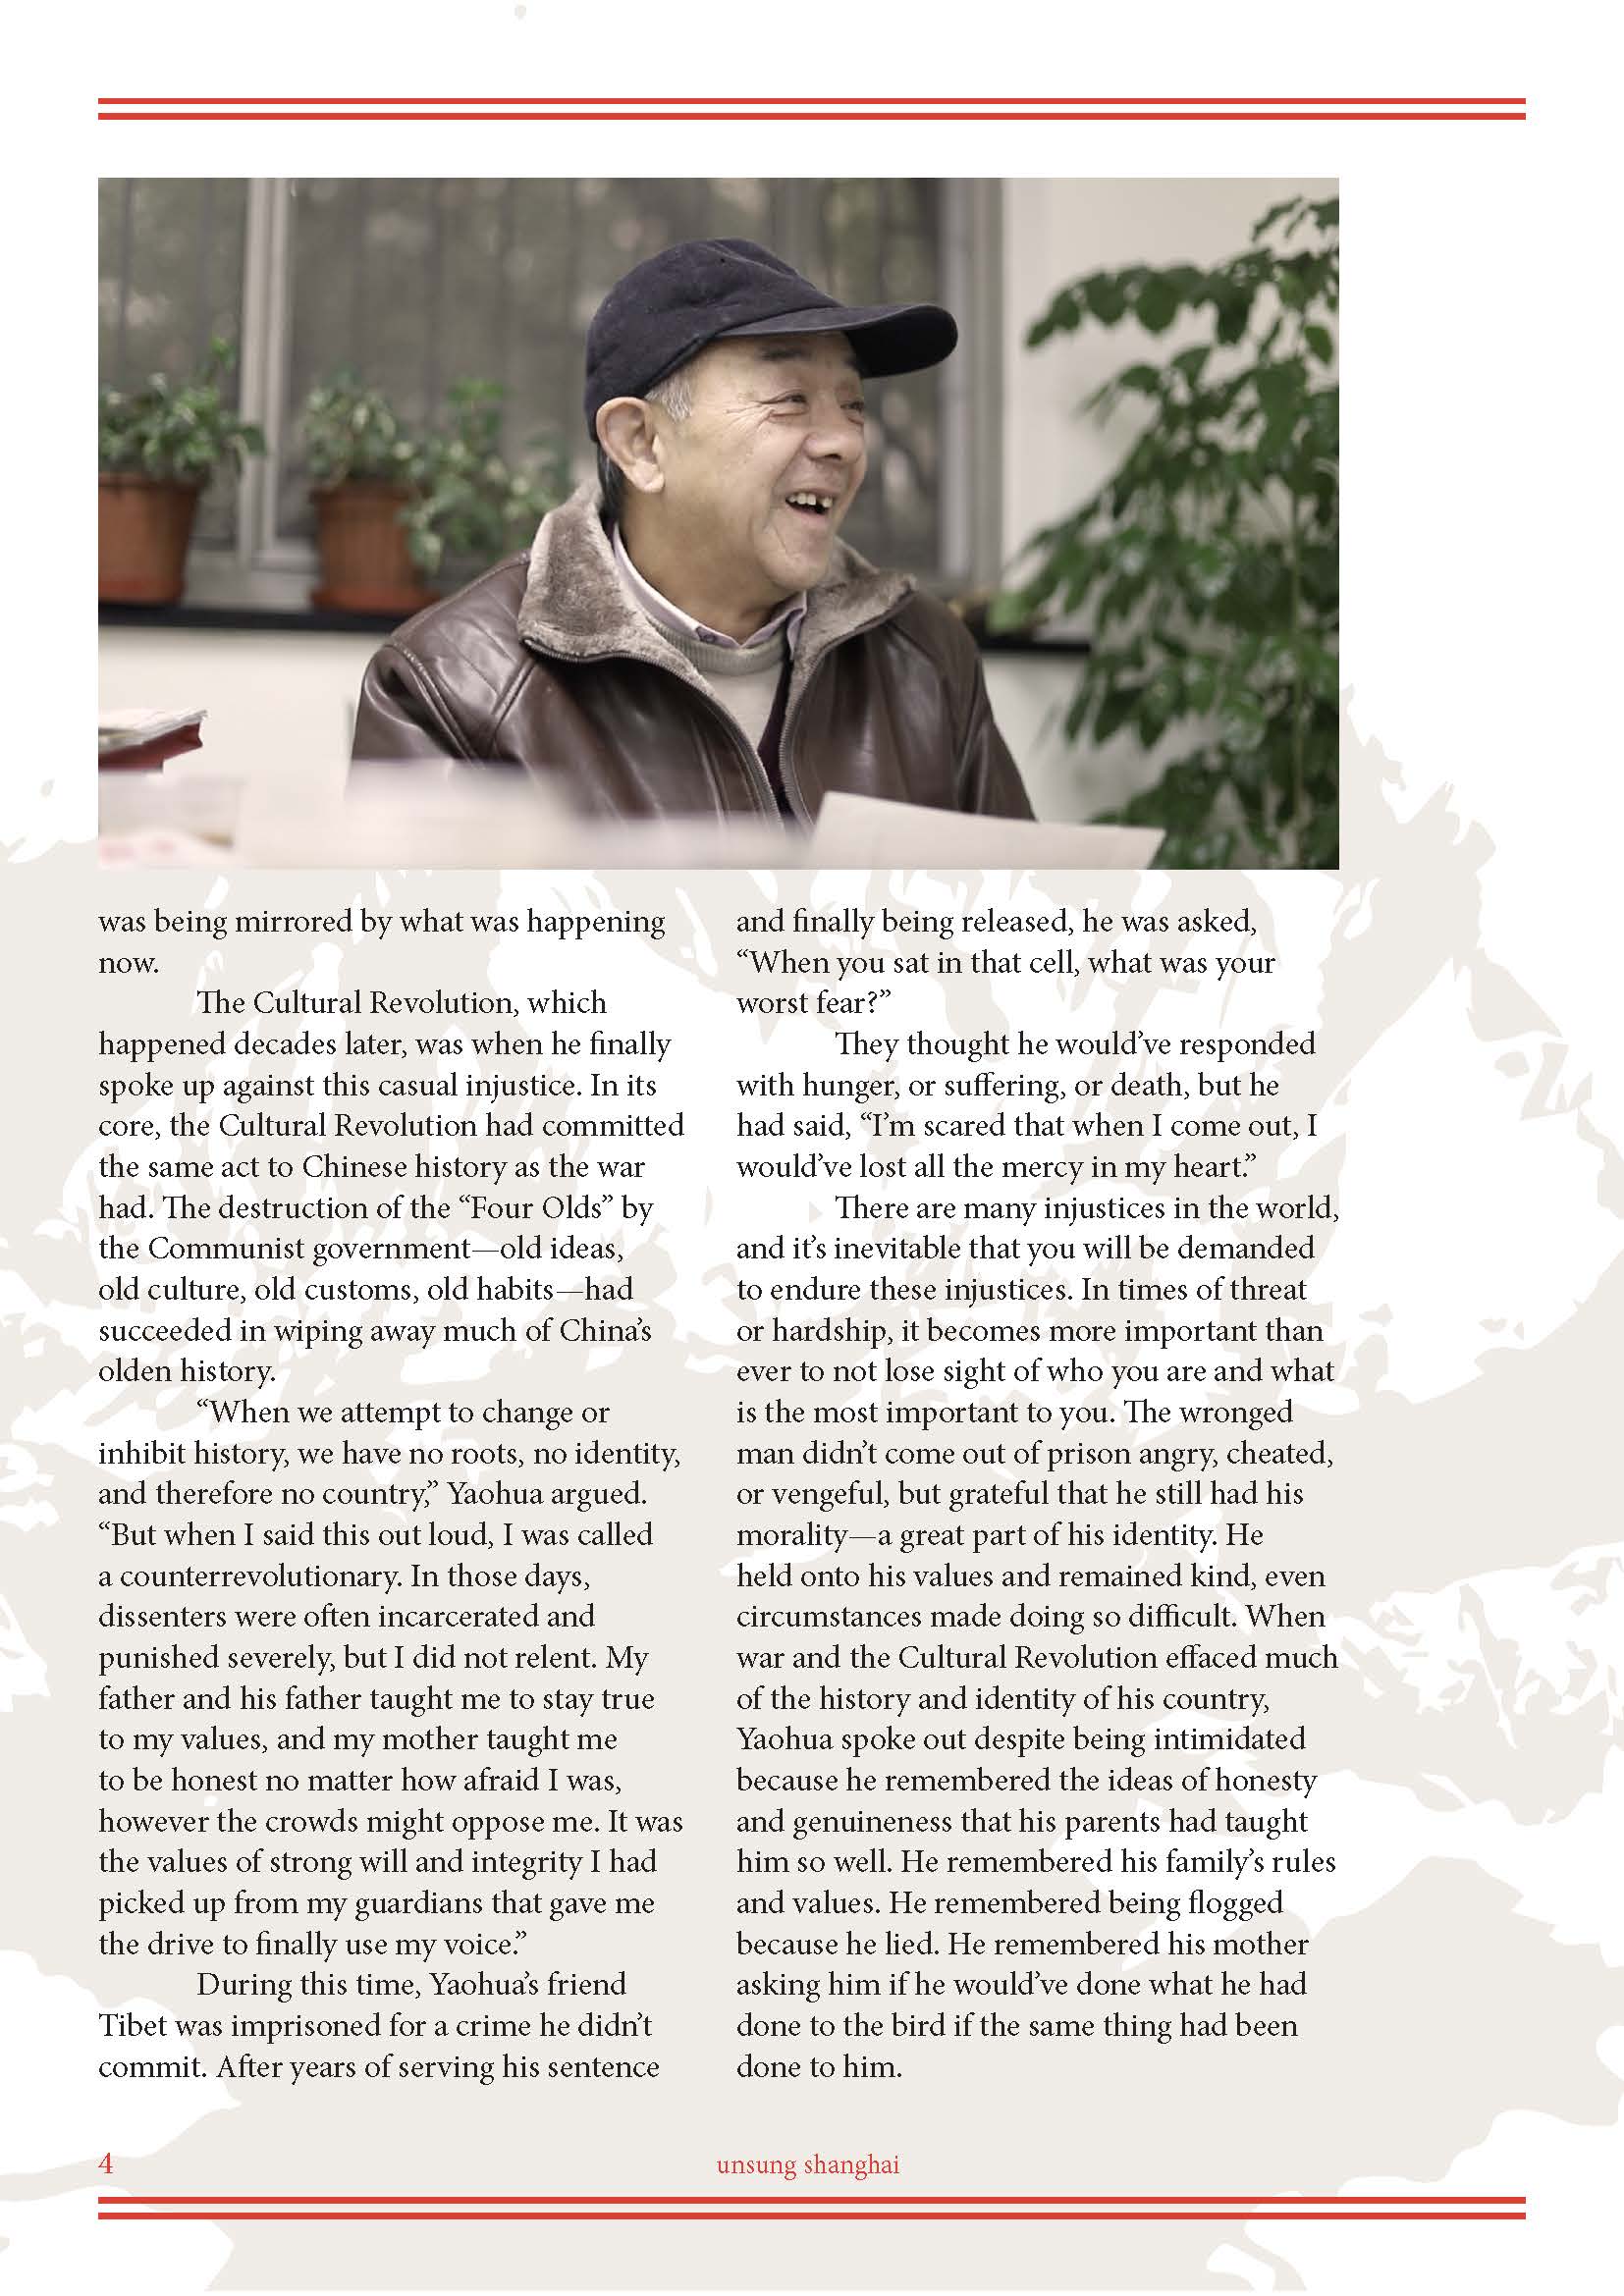 was being mirrored by what was happening
now.
The Cultural Revolution, which
happened decades later, was when he finally
spoke up against this casual injustice. In its
core, the Cultural Revolution had committed
the same act to Chinese history as the war
had. The destruction of the “Four Olds” by
the Communist government—old ideas,
old culture, old customs, old habits—had
succeeded in wiping away much of China’s
olden history.
“When we attempt to change or
inhibit history, we have no roots, no identity,
and therefore no country,” Yaohua argued.
“But when I said this out loud, I was called
a counterrevolutionary. In those days,
dissenters were often incarcerated and
punished severely, but I did not relent. My
father and his father taught me to stay true
to my values, and my mother taught me
to be honest no matter how afraid I was,
however the crowds might oppose me. It was
the values of strong will and integrity I had
picked up from my guardians that gave me
the drive to finally use my voice.”
During this time, Yaohua’s friend
Tibet was imprisoned for a crime he didn’t
commit. After years of serving his sentence
and finally being released, he was asked,
“When you sat in that cell, what was your
worst fear?”
They thought he would’ve responded
with hunger, or suffering, or death, but he
had said, “I’m scared that when I come out, I
would’ve lost all the mercy in my heart.”
There are many injustices in the world,
and it’s inevitable that you will be demanded
to endure these injustices. In times of threat
or hardship, it becomes more important than
ever to not lose sight of who you are and what
is the most important to you. The wronged
man didn’t come out of prison angry, cheated,
or vengeful, but grateful that he still had his
morality—a great part of his identity. He
held onto his values and remained kind, even
circumstances made doing so difficult. When
war and the Cultural Revolution effaced much
of the history and identity of his country,
Yaohua spoke out despite being intimidated
because he remembered the ideas of honesty
and genuineness that his parents had taught
him so well. He remembered his family’s rules
and values. He remembered being flogged
because he lied. He remembered his mother
asking him if he would’ve done what he had
done to the bird if the same thing had been
done to him.
4
unsung shanghai